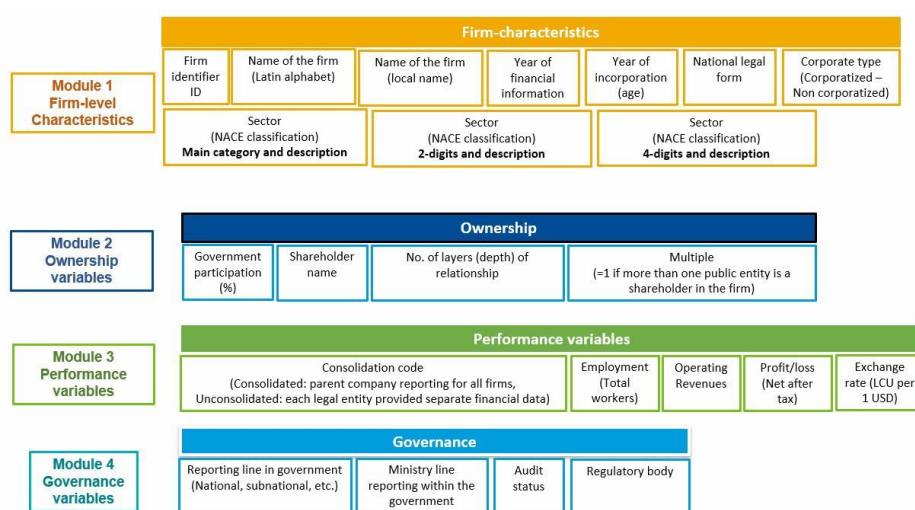 Firm-characteristics
Module 1
Firm-level
Characteristics
Firm
identifier
ID
Name of the firm
(Latin alphabet)
Name of the firm
(local name)
Year of
financial
information
Year of
incorporation
(age)
National legal
form
Corporate type
(Corporatized –
Non corporatized)
Sector
(NACE classification)
Main category and description
Sector
(NACE classification)
2-digits and description
Sector
(NACE classification)
4-digits and description
Module 2
Ownership
variables
Ownership
Government
participation
(%)
Shareholder
name
No. of layers (depth) of
relationship
Multiple
(=1 if more than one public entity is a
shareholder in the firm)
Module 3
Performance
variables
Performance variables
Consolidation code
(Consolidated: parent company reporting for all firms,
Unconsolidated: each legal entity provided separate financial data)
Employment
(Total
workers)
Operating
Revenues
Profit/loss
(Net after
tax)
Exchange
rate (LCU per
1 USD)
Module 4
Governance
variables
Governance
Reporting line in government
(National, subnational, etc.)
Ministry line
reporting within the
government
Audit
status
Regulatory body